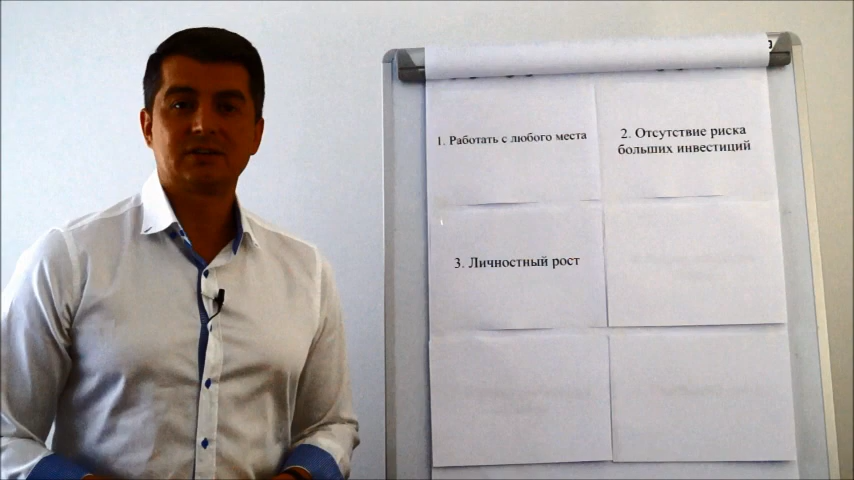 1. Работать с любого места
2. Отсутствие риска
больших инвестиций
3. Личностный рост